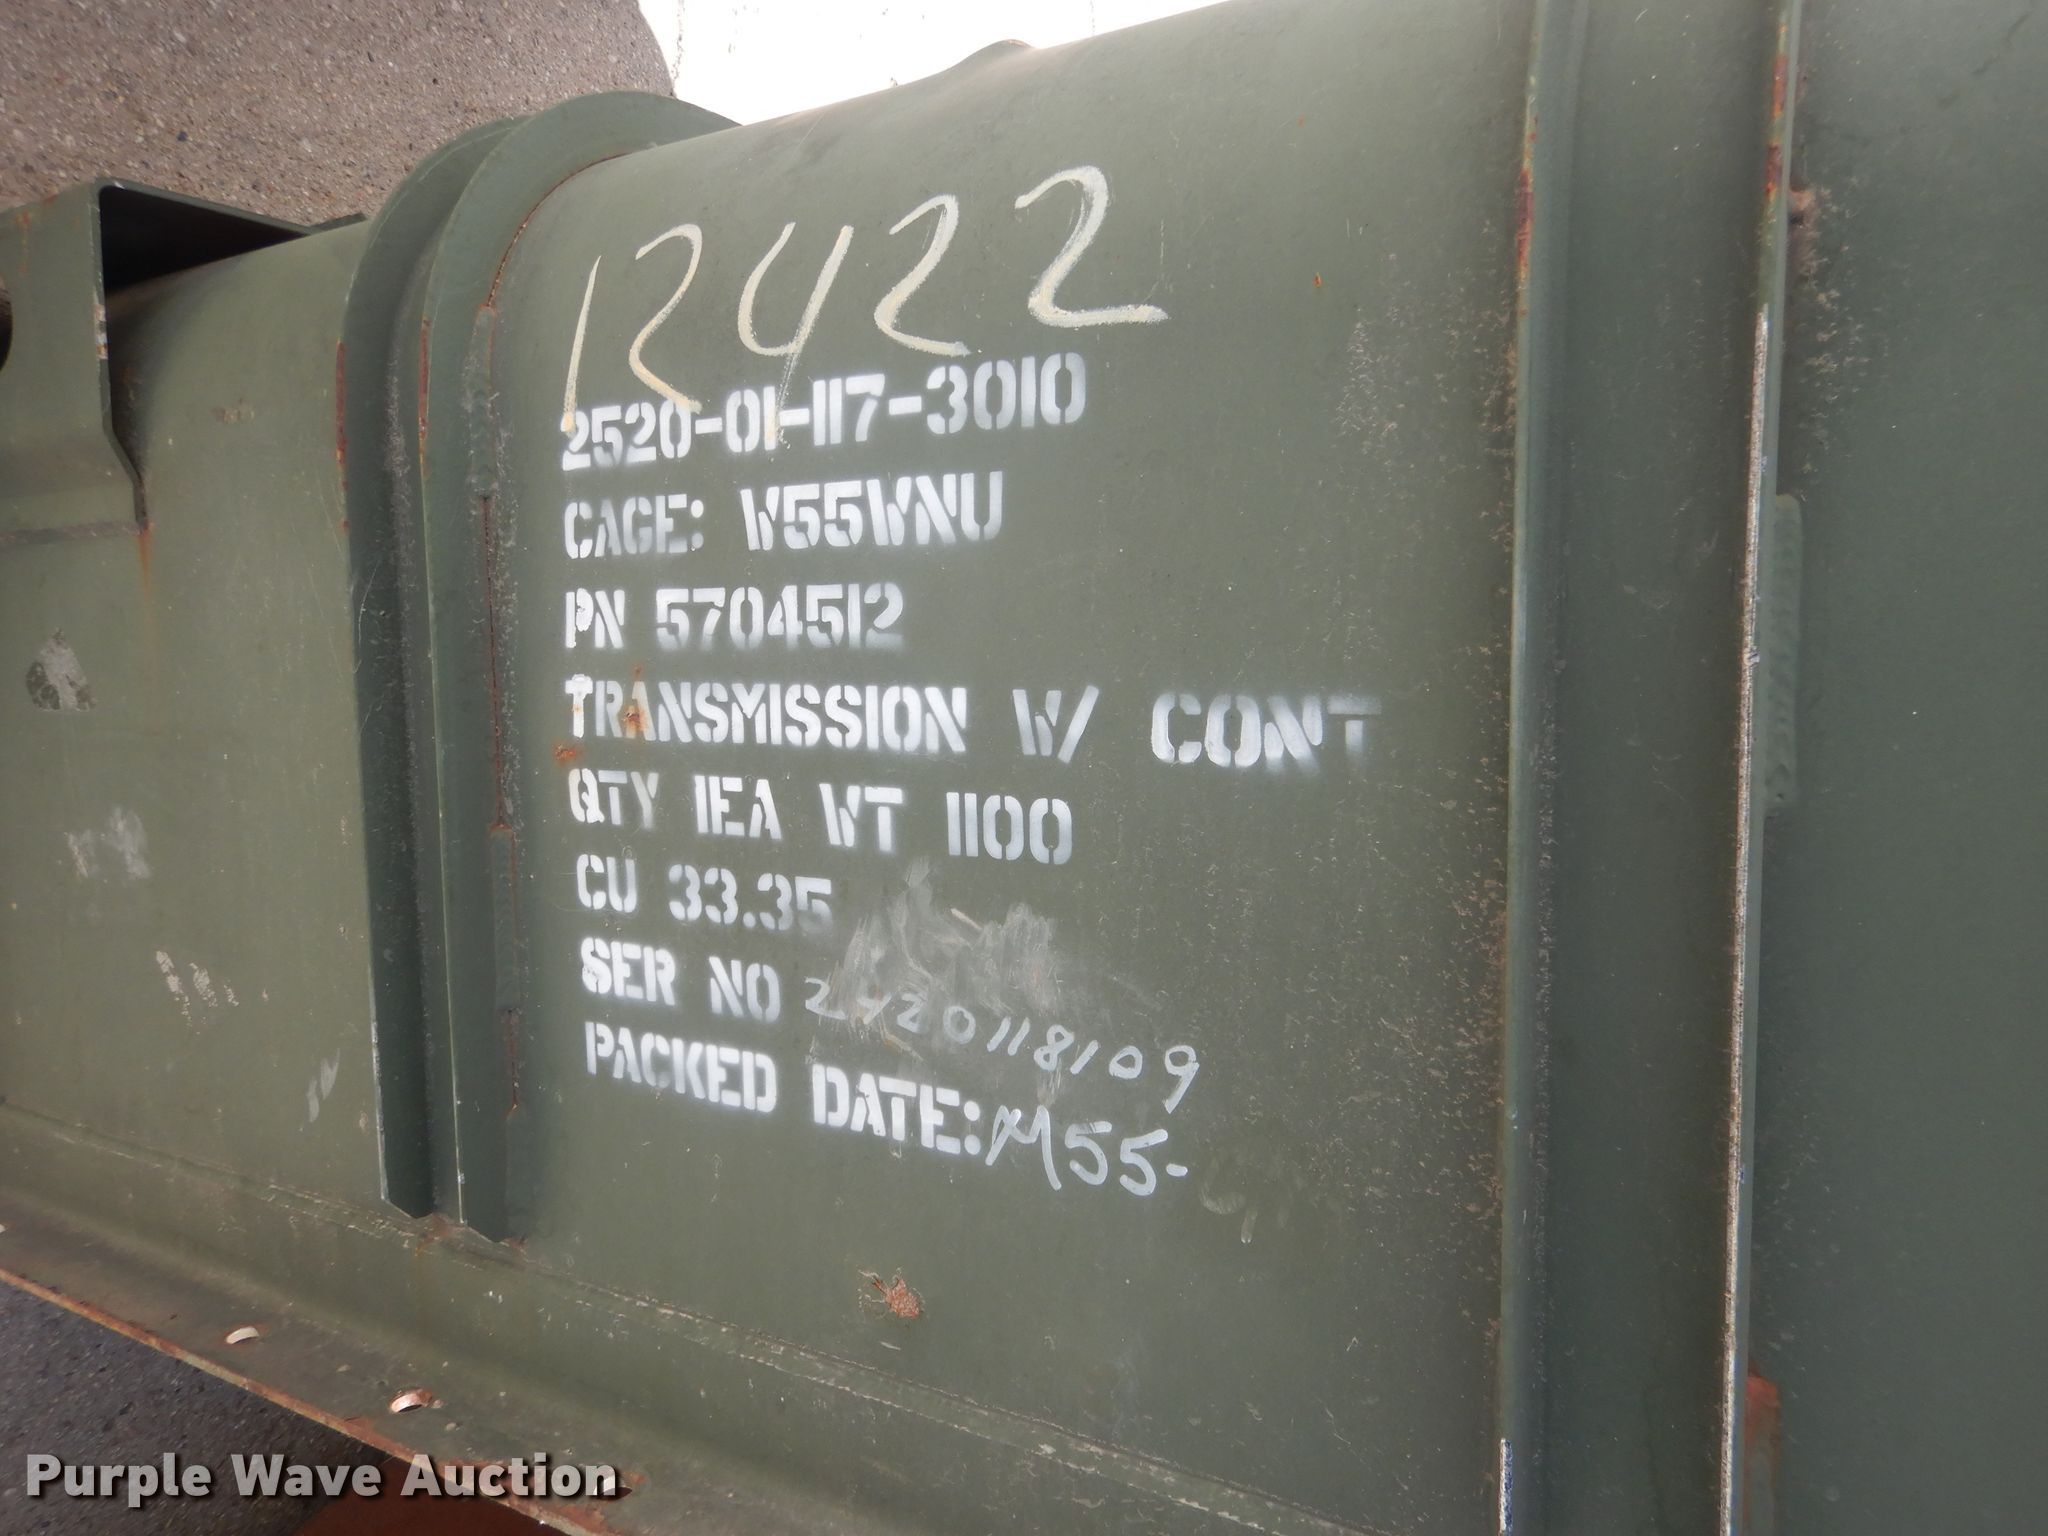 12422
2520-01-117-3010
CAGE: W55WNU
PN 5704512
TRANSMISSION W/ CONT
QTY 1EA WT 1100
CU 33.35
SER NO 2420118109
PACKED DATE: M55-
Purple Wave Auction